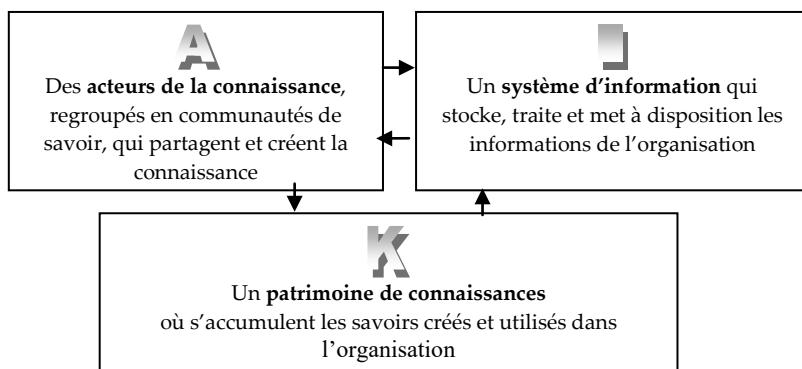 A
Des acteurs de la connaissance,
regroupés en communautés de
savoir, qui partagent et créent la
connaissance
Un système d’information qui
stocke, traite et met à disposition les
informations de l’organisation
K
Un patrimoine de connaissances
où s’accumulent les savoirs créés et utilisés dans
l’organisation